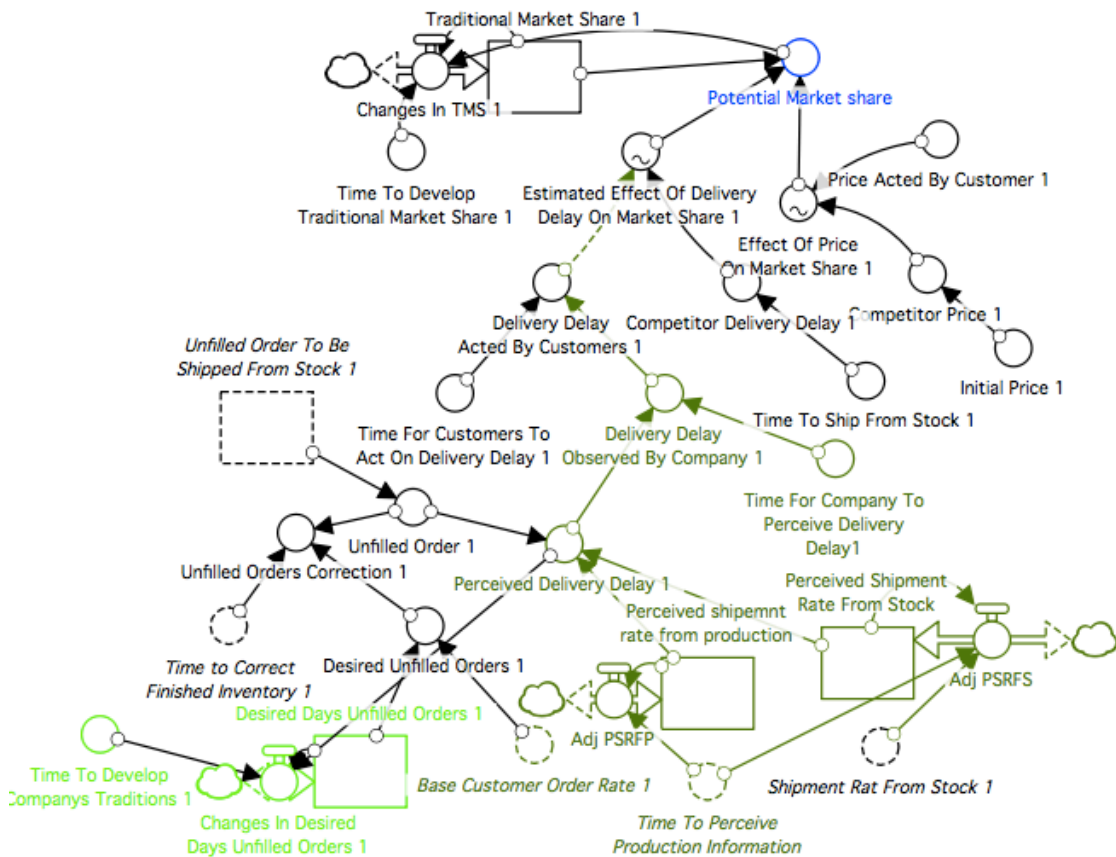 Traditional Market Share 1
Potential Market share
Changes In TMS 1
Price Acted By Customer 1
Time To Develop
Traditional Market Share 1
Estimated Effect Of Delivery
Delay On Market Share 1
Effect Of Price
On Market Share 1
Competitor Price 1
Delivery Delay
Acted By Customers 1
Competitor Delivery Delay 1
Unfilled Order To Be
Shipped From Stock 1
Initial Price 1
Time For Customers To
Act On Delivery Delay 1
Delivery Delay
Observed By Company 1
Time To Ship From Stock 1
Time For Company To
Perceive Delivery
Delay1
Unfilled Order 1
Unfilled Orders Correction 1
Perceived Delivery Delay 1
Perceived Shipment
Rate From Stock
Perceived shipemnt
rate from production
Time to Correct
Finished Inventory 1
Desired Unfilled Orders 1
Adj PSRFS
Desired Days Unfilled Orders 1
Adj PSRFP
Time To Develop
Companys Traditions 1
Base Customer Order Rate 1
Shipment Rat From Stock 1
Changes In Desired
Days Unfilled Orders 1
Time To Perceive
Production Information